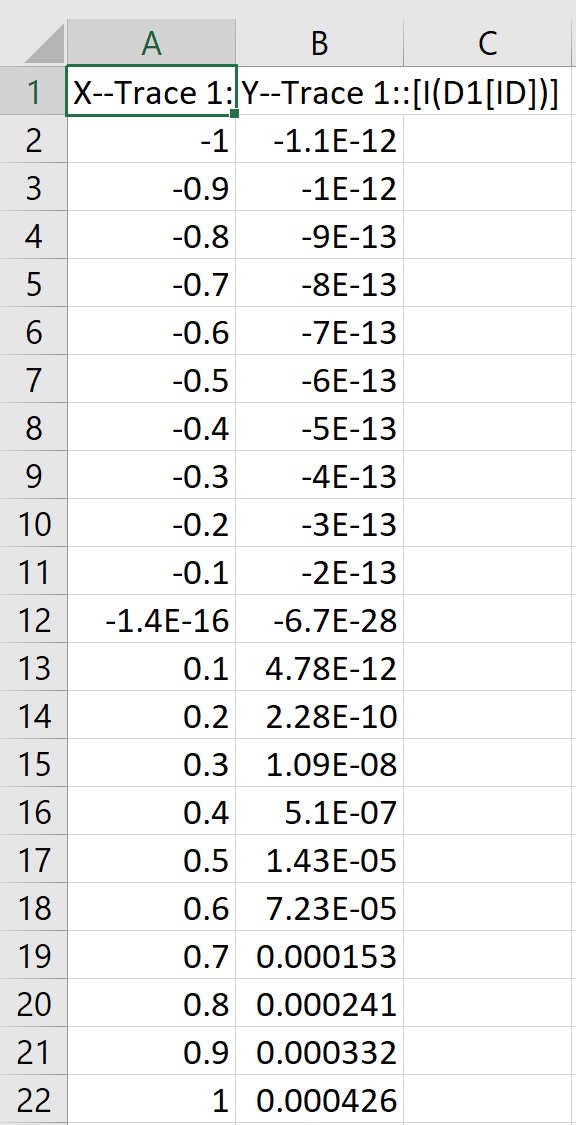 A B C
1 X--Trace 1: Y--Trace 1::[I(D1[ID])]
2 -1 -1.1E-12
3 -0.9 -1E-12
4 -0.8 -9E-13
5 -0.7 -8E-13
6 -0.6 -7E-13
7 -0.5 -6E-13
8 -0.4 -5E-13
9 -0.3 -4E-13
10 -0.2 -3E-13
11 -0.1 -2E-13
12 -1.4E-16 -6.7E-28
13 0.1 4.78E-12
14 0.2 2.28E-10
15 0.3 1.09E-08
16 0.4 5.1E-07
17 0.5 1.43E-05
18 0.6 7.23E-05
19 0.7 0.000153
20 0.8 0.000241
21 0.9 0.000332
22 1 0.000426